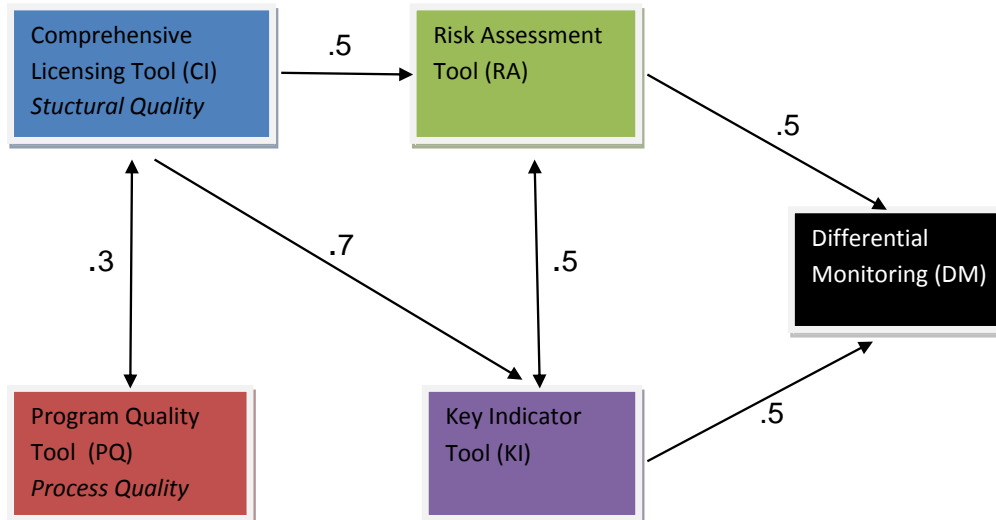 Comprehensive
Licensing Tool (CI)
Stuctural Quality
.5
Risk Assessment
Tool (RA)
.5
.3
.7
.5
Differential
Monitoring (DM)
Program Quality
Tool  (PQ)
Process Quality
Key Indicator
Tool (KI)
.5